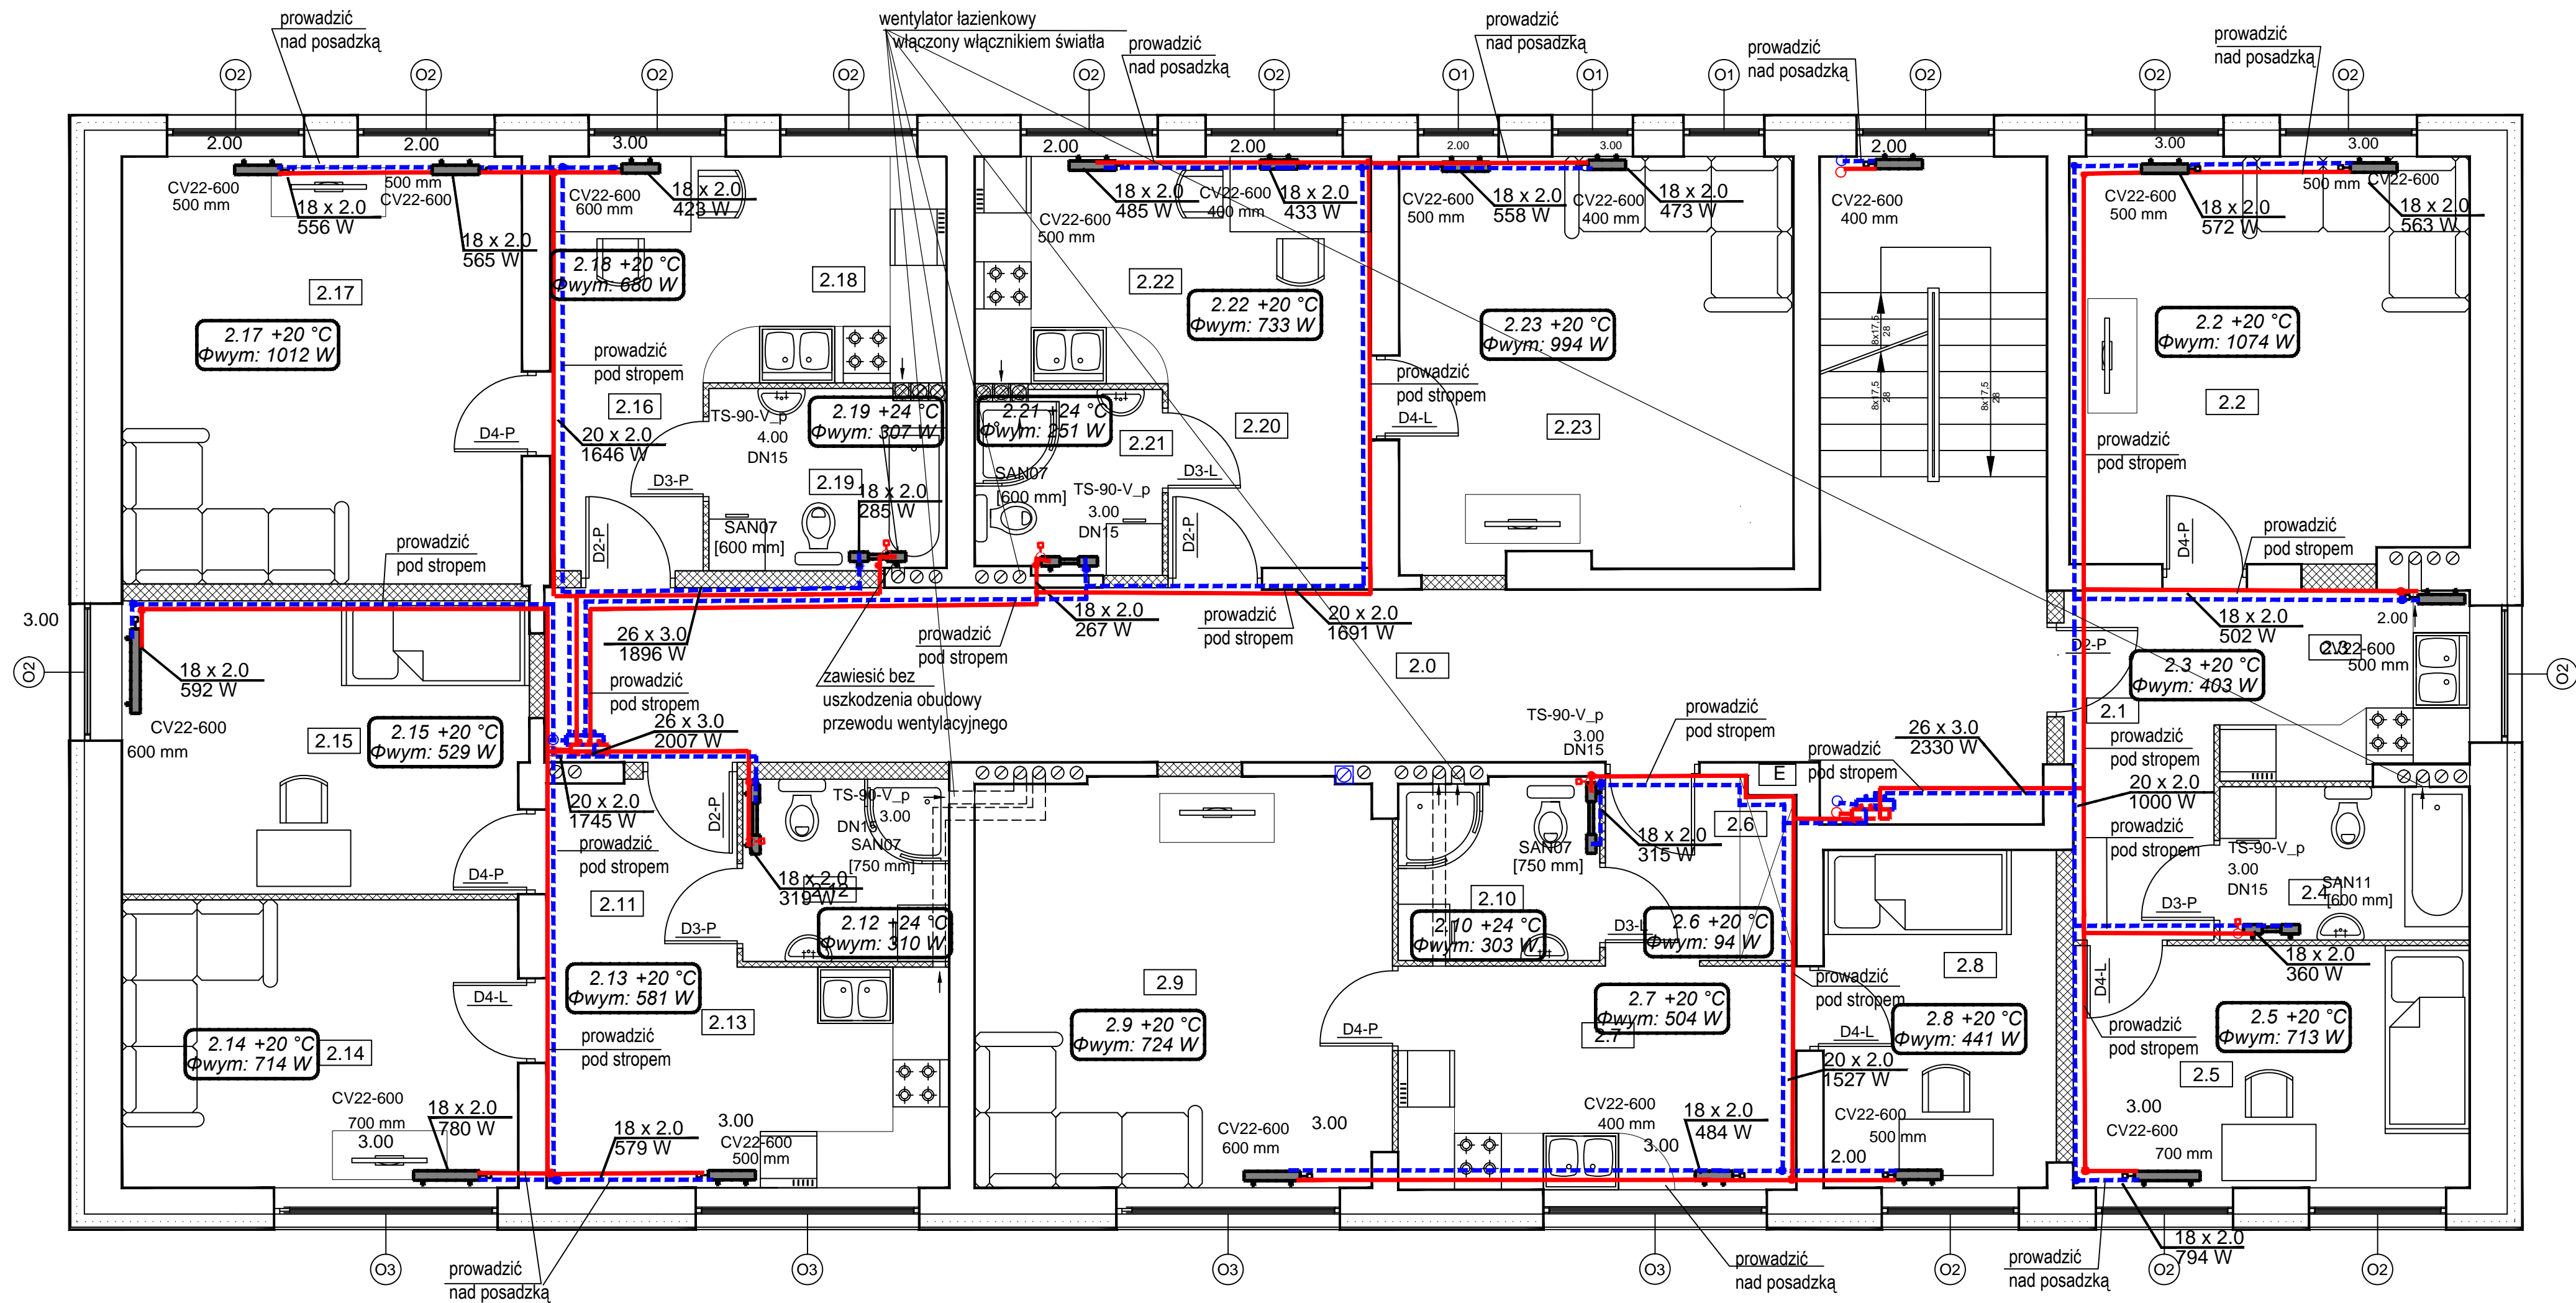 prowadzić
nad posadzką
wentylator łazienkowy
włączony włącznikiem światła
prowadzić
nad posadzką
prowadzić
nad posadzką
prowadzić
nad posadzką
prowadzić
nad posadzką
O2
O2
O2
O2
O2
O2
O1
O1
O1
O2
O2
O2
2.00
2.00
3.00
2.00
2.00
2.00
3.00
2.00
3.00
3.00
CV22-600
500 mm
18 x 2.0
556 W
500 mm
CV22-600
18 x 2.0
565 W
CV22-600
600 mm
18 x 2.0
423 W
CV22-600
500 mm
18 x 2.0
485 W
CV22-600
400 mm
18 x 2.0
433 W
CV22-600
500 mm
18 x 2.0
558 W
CV22-600
400 mm
18 x 2.0
473 W
CV22-600
400 mm
CV22-600
500 mm
18 x 2.0
572 W
500 mm
CV22-600
18 x 2.0
563 W
2.17
2.17 +20 °C
Φwym: 1012 W
2.18 +20 °C
Φwym: 680 W
2.18
2.22
2.22 +20 °C
Φwym: 733 W
2.23 +20 °C
Φwym: 994 W
2.2 +20 °C
Φwym: 1074 W
8x17,5
28
8x17,5
28
8x17,5
28
prowadzić
pod stropem
prowadzić
pod stropem
2.16
TS-90-V_p
4.00
DN15
2.19 +24 °C
Φwym: 307 W
2.21 +24 °C
Φwym: 251 W
2.21
2.20
D4-L
2.23
2.2
prowadzić
pod stropem
D4-P
20 x 2.0
1646 W
D3-P
2.19
18 x 2.0
285 W
SAN07
[600 mm]
SAN07
[600 mm]
TS-90-V_p
3.00
DN15
D3-L
D2-P
D2-P
D4-P
prowadzić
pod stropem
prowadzić
pod stropem
3.00
O2
18 x 2.0
592 W
CV22-600
600 mm
2.15
2.15 +20 °C
Φwym: 529 W
26 x 3.0
1896 W
prowadzić
pod stropem
26 x 3.0
2007 W
zawiesić bez
uszkodzenia obudowy
przewodu wentylacyjnego
prowadzić
pod stropem
18 x 2.0
267 W
prowadzić
pod stropem
20 x 2.0
1691 W
2.0
18 x 2.0
502 W
2.00
2.3
CV22-600
500 mm
D2-P
2.3 +20 °C
Φwym: 403 W
2.1
O2
TS-90-V_p
3.00
DN15
prowadzić
pod stropem
prowadzić
pod stropem
26 x 3.0
2330 W
E
prowadzić
pod stropem
20 x 2.0
1000 W
prowadzić
pod stropem
20 x 2.0
1745 W
prowadzić
pod stropem
D2-P
TS-90-V_p
3.00
DN15
SAN07
[750 mm]
18 x 2.0
319 W
2.12
2.12 +24 °C
Φwym: 310 W
SAN07
[750 mm]
18 x 2.0
315 W
2.6
2.10
2.10 +24 °C
Φwym: 303 W
D3-L
2.6 +20 °C
Φwym: 94 W
TS-90-V_p
3.00
DN15
2.4
SAN11
[600 mm]
D3-P
D4-P
2.11
D3-P
18 x 2.0
360 W
D4-L
2.13 +20 °C
Φwym: 581 W
2.13
D4-L
2.14 +20 °C
Φwym: 714 W
2.14
prowadzić
pod stropem
2.9
2.9 +20 °C
Φwym: 724 W
D4-P
2.7 +20 °C
Φwym: 504 W
2.7
2.8
prowadzić
pod stropem
2.8 +20 °C
Φwym: 441 W
D4-L
20 x 2.0
1527 W
prowadzić
pod stropem
2.5 +20 °C
Φwym: 713 W
2.5
CV22-600
700 mm
3.00
18 x 2.0
780 W
18 x 2.0
579 W
3.00
CV22-600
500 mm
CV22-600
600 mm
3.00
CV22-600
400 mm
3.00
18 x 2.0
484 W
CV22-600
500 mm
2.00
3.00
CV22-600
700 mm
18 x 2.0
794 W
O3
O3
O3
O3
O2
O2
O2
prowadzić
nad posadzką
prowadzić
nad posadzką
prowadzić
nad posadzką